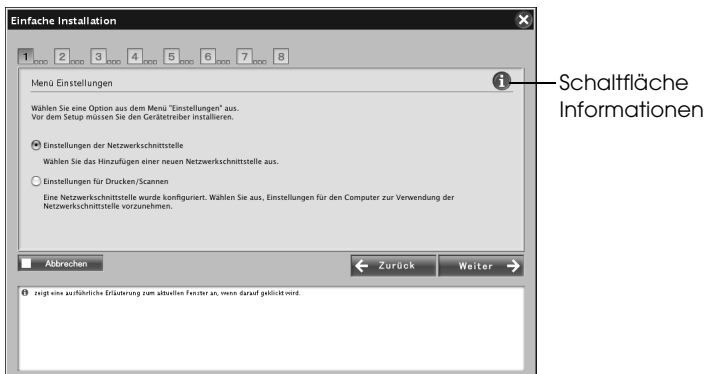 Einfache Installation
1 2 3 4 5 6 7 8
Menü Einstellungen
Schaltfläche
Informationen
Wählen Sie eine Option aus dem Menü "Einstellungen" aus.
Vor dem Setup müssen Sie den Gerätetreiber installieren.
Einstellungen der Netzwerkschnittstelle
Wählen Sie das Hinzufügen einer neuen Netzwerkschnittstelle aus.
Einstellungen für Drucken/Scannen
Eine Netzwerkschnittstelle wurde konfiguriert. Wählen Sie aus, Einstellungen für den Computer zur Verwendung der
Netzwerkschnittstelle vorzunehmen.
Abbrechen
Zurück
Weiter
zeigt eine ausführliche Erläuterung zum aktuellen Fenster an, wenn darauf geklickt wird.